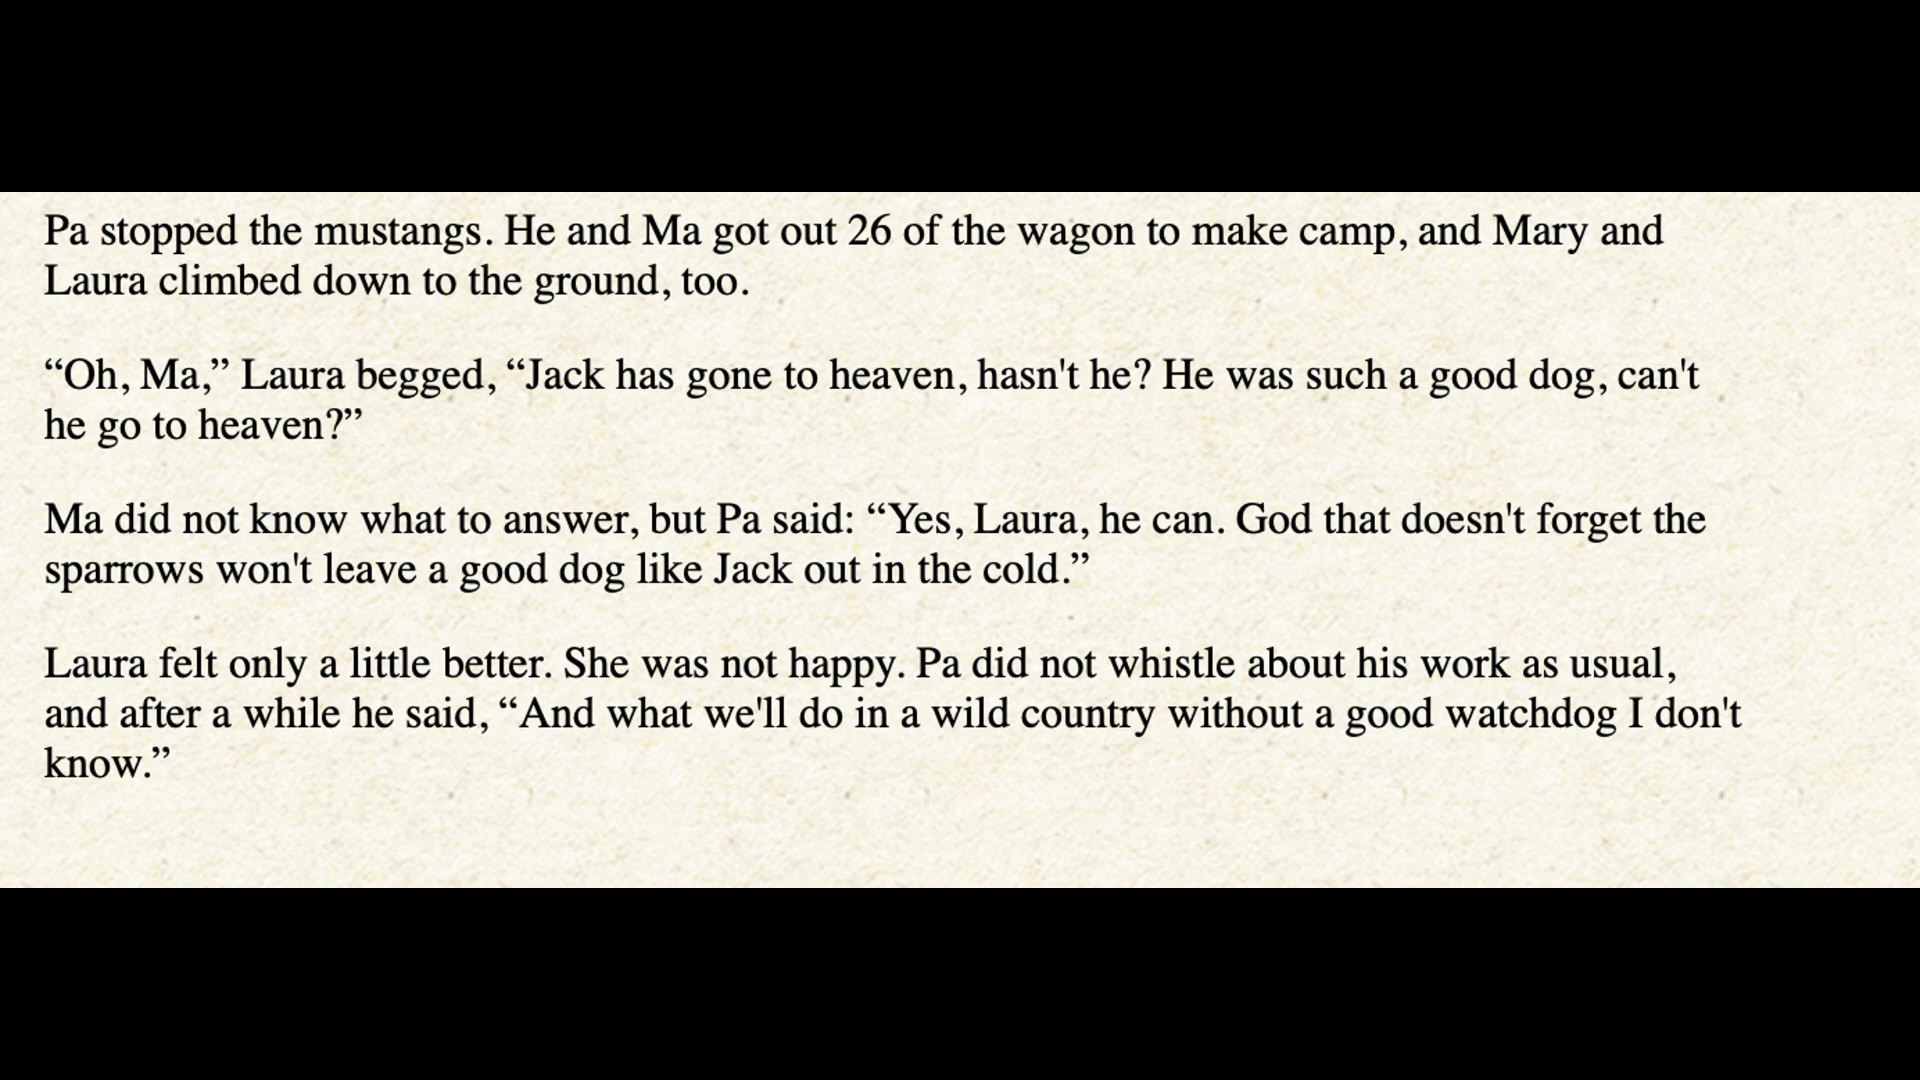 Pa stopped the mustangs. He and Ma got out 26 of the wagon to make camp, and Mary and
Laura climbed down to the ground, too.
“Oh, Ma,” Laura begged, “Jack has gone to heaven, hasn't he? He was such a good dog, can't
he go to heaven?”
Ma did not know what to answer, but Pa said: “Yes, Laura, he can. God that doesn't forget the
sparrows won't leave a good dog like Jack out in the cold.”
Laura felt only a little better. She was not happy. Pa did not whistle about his work as usual,
and after a while he said, “And what we'll do in a wild country without a good watchdog I don't
know.”